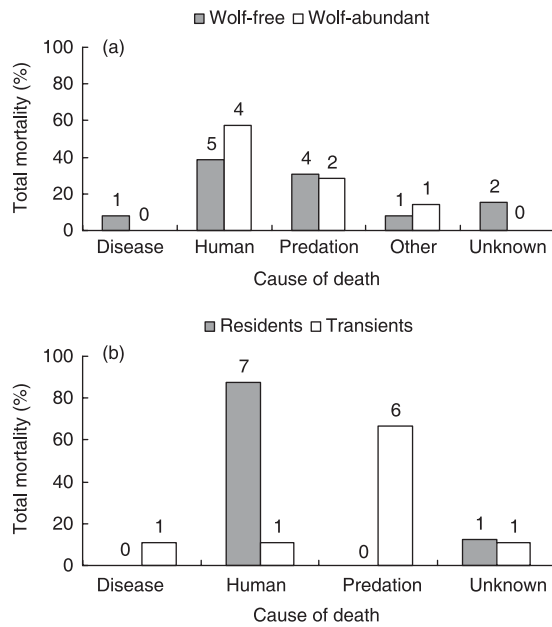 Wolf-free Wolf-abundant
(a)
Total mortality (%)
100
80
60
40
20
0
1 0 5 4 4 2 1 1 2 0
Disease Human Predation Other Unknown
Cause of death
Residents Transients
(b)
Total mortality (%)
100
80
60
40
20
0
0 1 7 1 0 6 1 1
Disease Human Predation Unknown
Cause of death